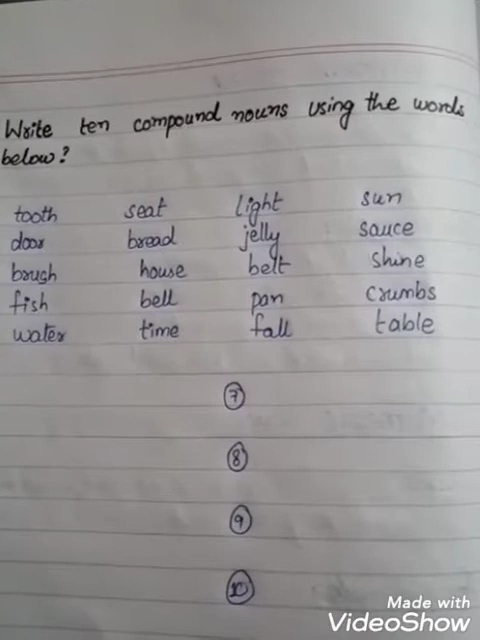 Write ten compound nouns using the words
below?
tooth seat light sun
door bread jelly sauce
brush house belt shine
fish bell pan crumbs
water time fall table
7
8
9
10
Made with
VideoShow